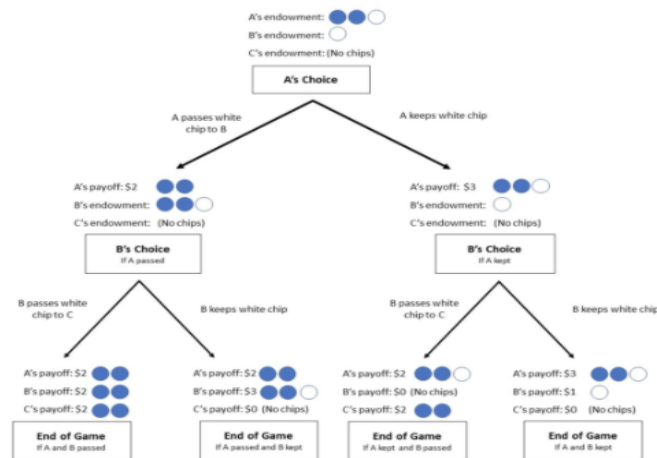 A's endowment:
B's endowment:
C's endowment: (No chips)
A's Choice
A passes white
chip to B
A keeps white chip
A's payoff: $2
B's endowment:
C's endowment: (No chips)
B's Choice
If A passed
A's payoff: $3
B's endowment:
C's endowment: (No chips)
B's Choice
If A kept
B passes white
chip to C
B keeps white chip
B passes white
chip to C
B keeps white chip
A's payoff: $2
B's payoff: $2
C's payoff: $2
End of Game
If A and B passed
A's payoff: $2
B's payoff: $3
C's payoff: $0 (No chips)
End of Game
If A passed and B kept
A's payoff: $2
B's payoff: $0 (No chips)
C's payoff: $2
End of Game
If A kept and B passed
A's payoff: $3
B's payoff: $1
C's payoff: $0 (No chips)
End of Game
If A and B kept